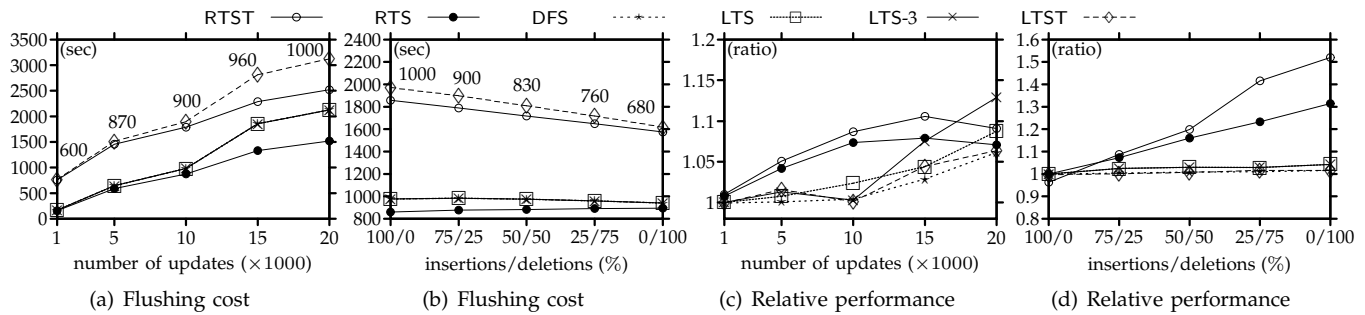 RTST RTS DFS LTS LTS-3 LTST
(sec)
3500
3000
2500
2000
1500
1000
500
0
600
870
900
960
1000
1 5 10 15 20
number of updates (×1000)
(a) Flushing cost
(sec)
2400
2200
2000
1800
1600
1400
1200
1000
800
1000
900
830
760
680
100/0 75/25 50/50 25/75 0/100
insertions/deletions (%)
(b) Flushing cost
(ratio)
1.2
1.15
1.1
1.05
1
1 5 10 15 20
number of updates (×1000)
(c) Relative performance
(ratio)
1.6
1.5
1.4
1.3
1.2
1.1
1.0
0.9
0.8
100/0 75/25 50/50 25/75 0/100
insertions/deletions (%)
(d) Relative performance